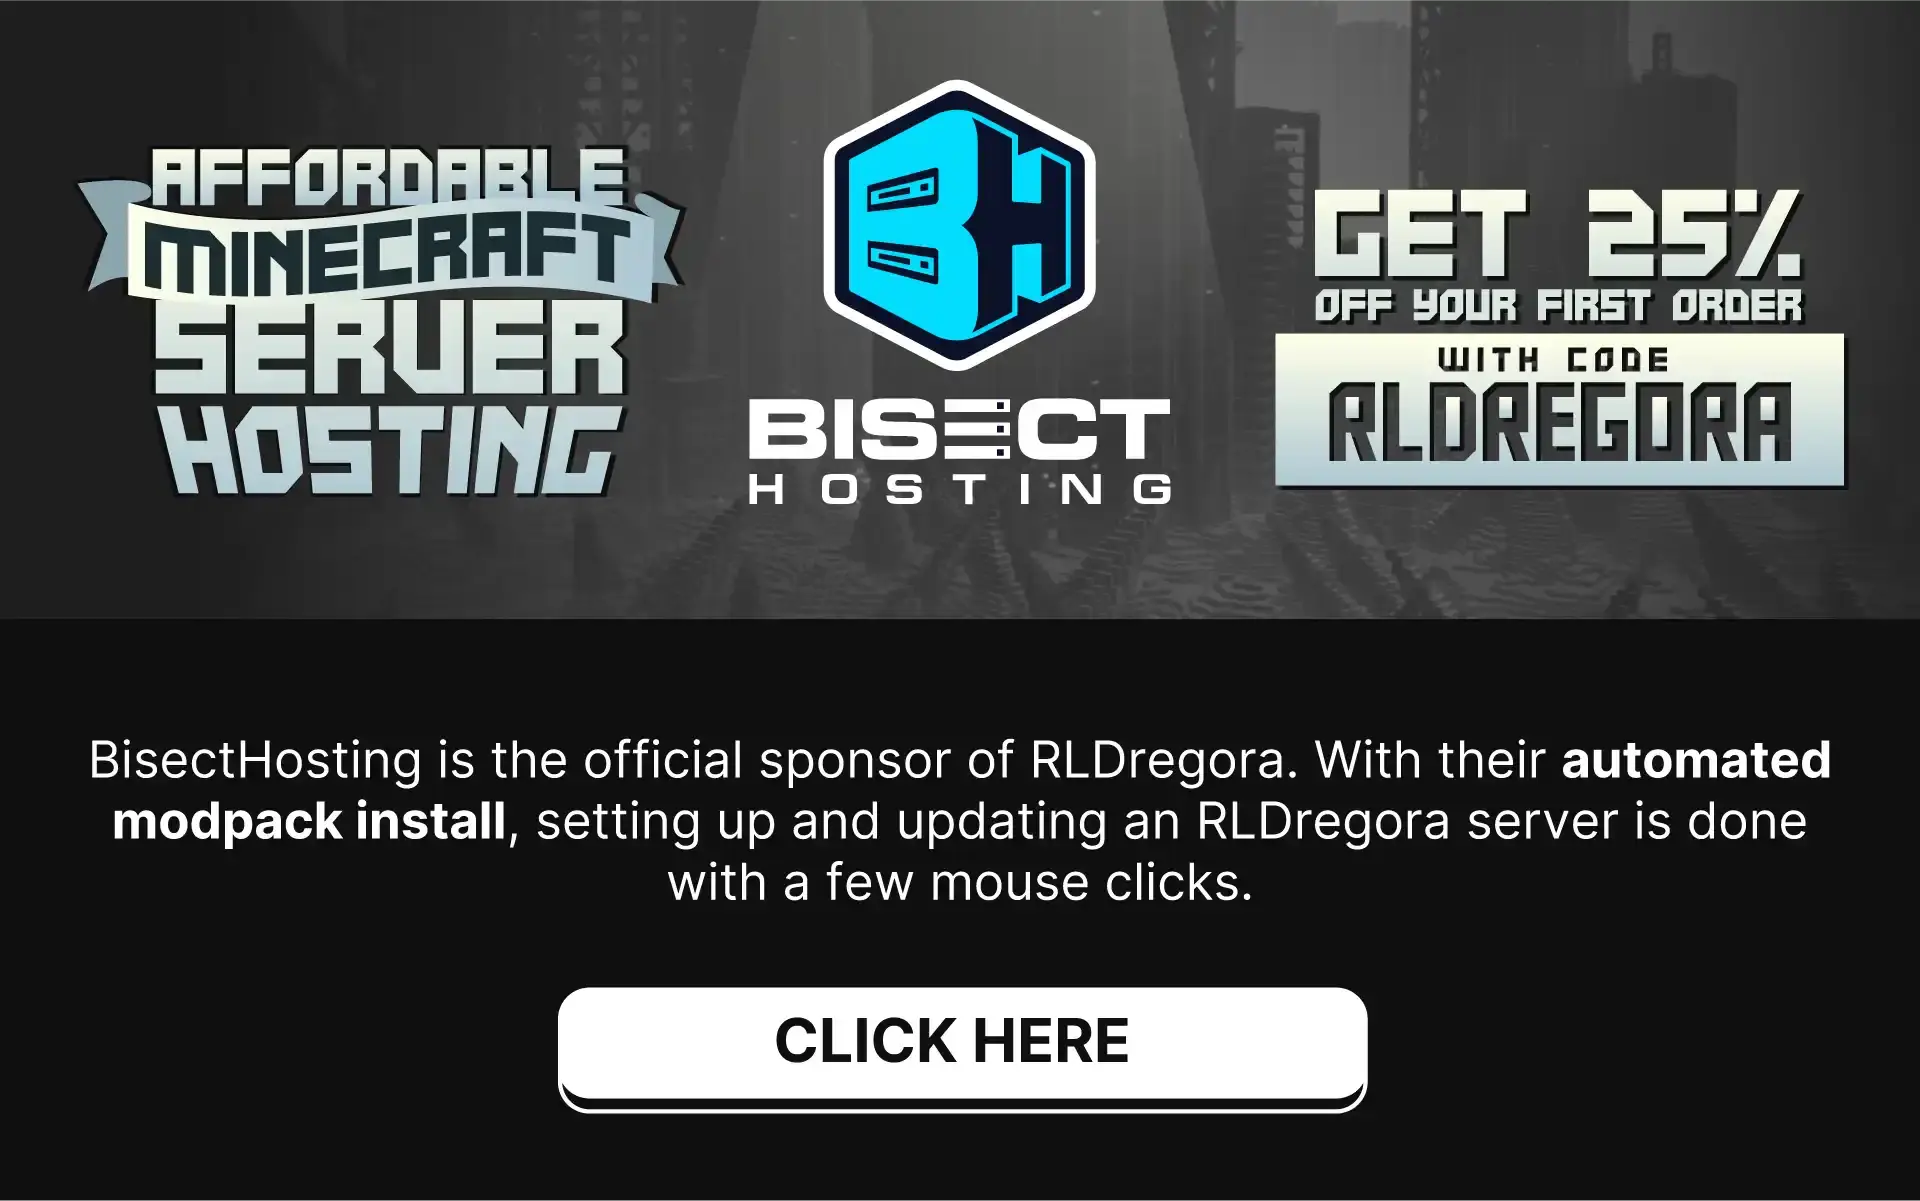 AFFORDABLE
MINECRAFT
SERVER
HOSTING
BH
BISECT
HOSTING
GET 25%
OFF YOUR FIRST ORDER
WITH CODE
RLDREGORA
BisectHosting is the official sponsor of RLDregora. With their automated
modpack install, setting up and updating an RLDregora server is done
with a few mouse clicks.
CLICK HERE